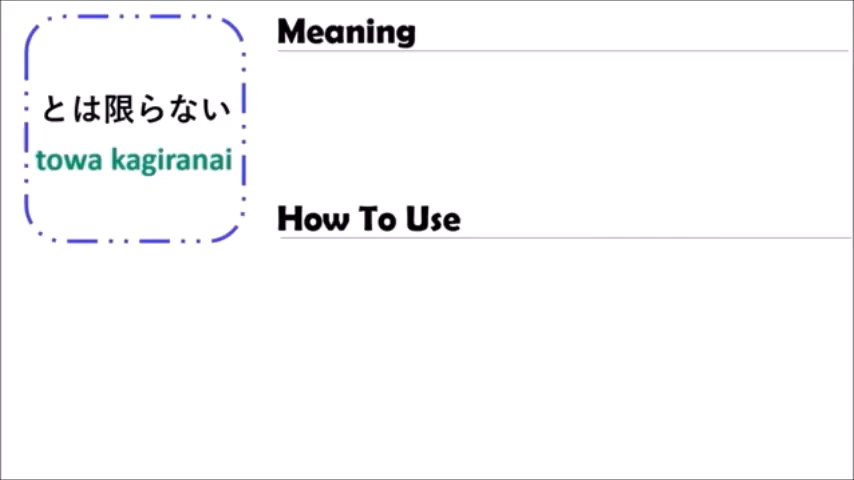 とは限らない
towa kagiranai
Meaning
How To Use